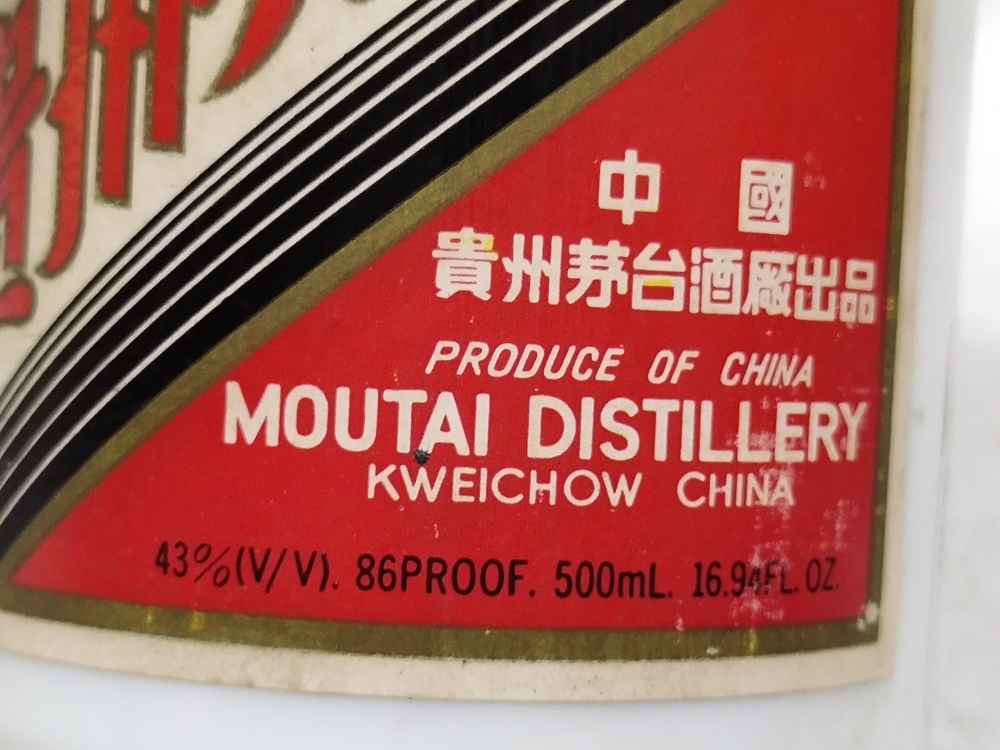 中 國
貴州茅台酒厰出品
PRODUCE OF CHINA
MOUTAI DISTILLERY
KWEICHOW CHINA
43%(V/V). 86PROOF. 500mL. 16.94FL.OZ.